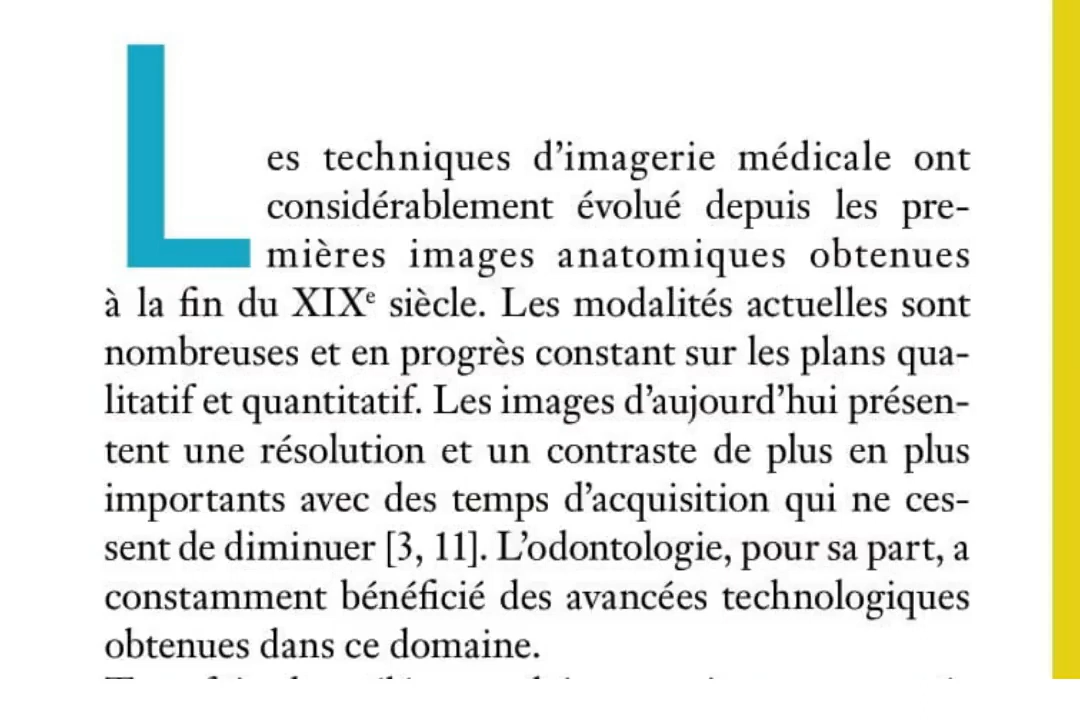 Les techniques d’imagerie médicale ont
considérablement évolué depuis les pre-
mières images anatomiques obtenues
à la fin du XIXe siècle. Les modalités actuelles sont
nombreuses et en progrès constant sur les plans qua-
litatif et quantitatif. Les images d’aujourd’hui présen-
tent une résolution et un contraste de plus en plus
importants avec des temps d’acquisition qui ne ces-
sent de diminuer [3, 11]. L’odontologie, pour sa part, a
constamment bénéficié des avancées technologiques
obtenues dans ce domaine.